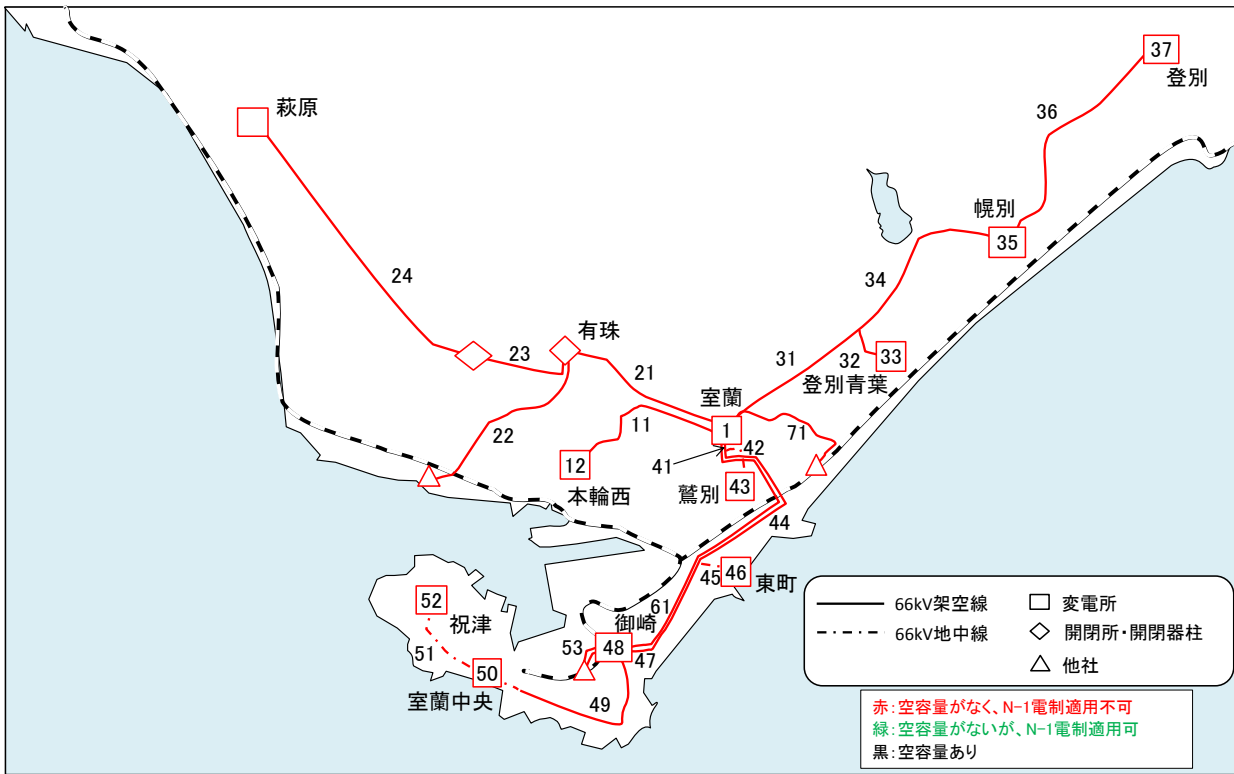 37
登別
萩原
36
幌別
35
24
34
有珠
23
21
31
32
33
登別青葉
室蘭
22
11
1
71
42
41
12
本輪西
43
鷲別
44
45
46
東町
52
祝津
61
御崎
53
48
47
51
50
室蘭中央
49
66kV架空線
変電所
66kV地中線
開閉所・開閉器柱
他社
赤:空容量がなく、N-1電制適用不可
緑:空容量がないが、N-1電制適用可
黒:空容量あり